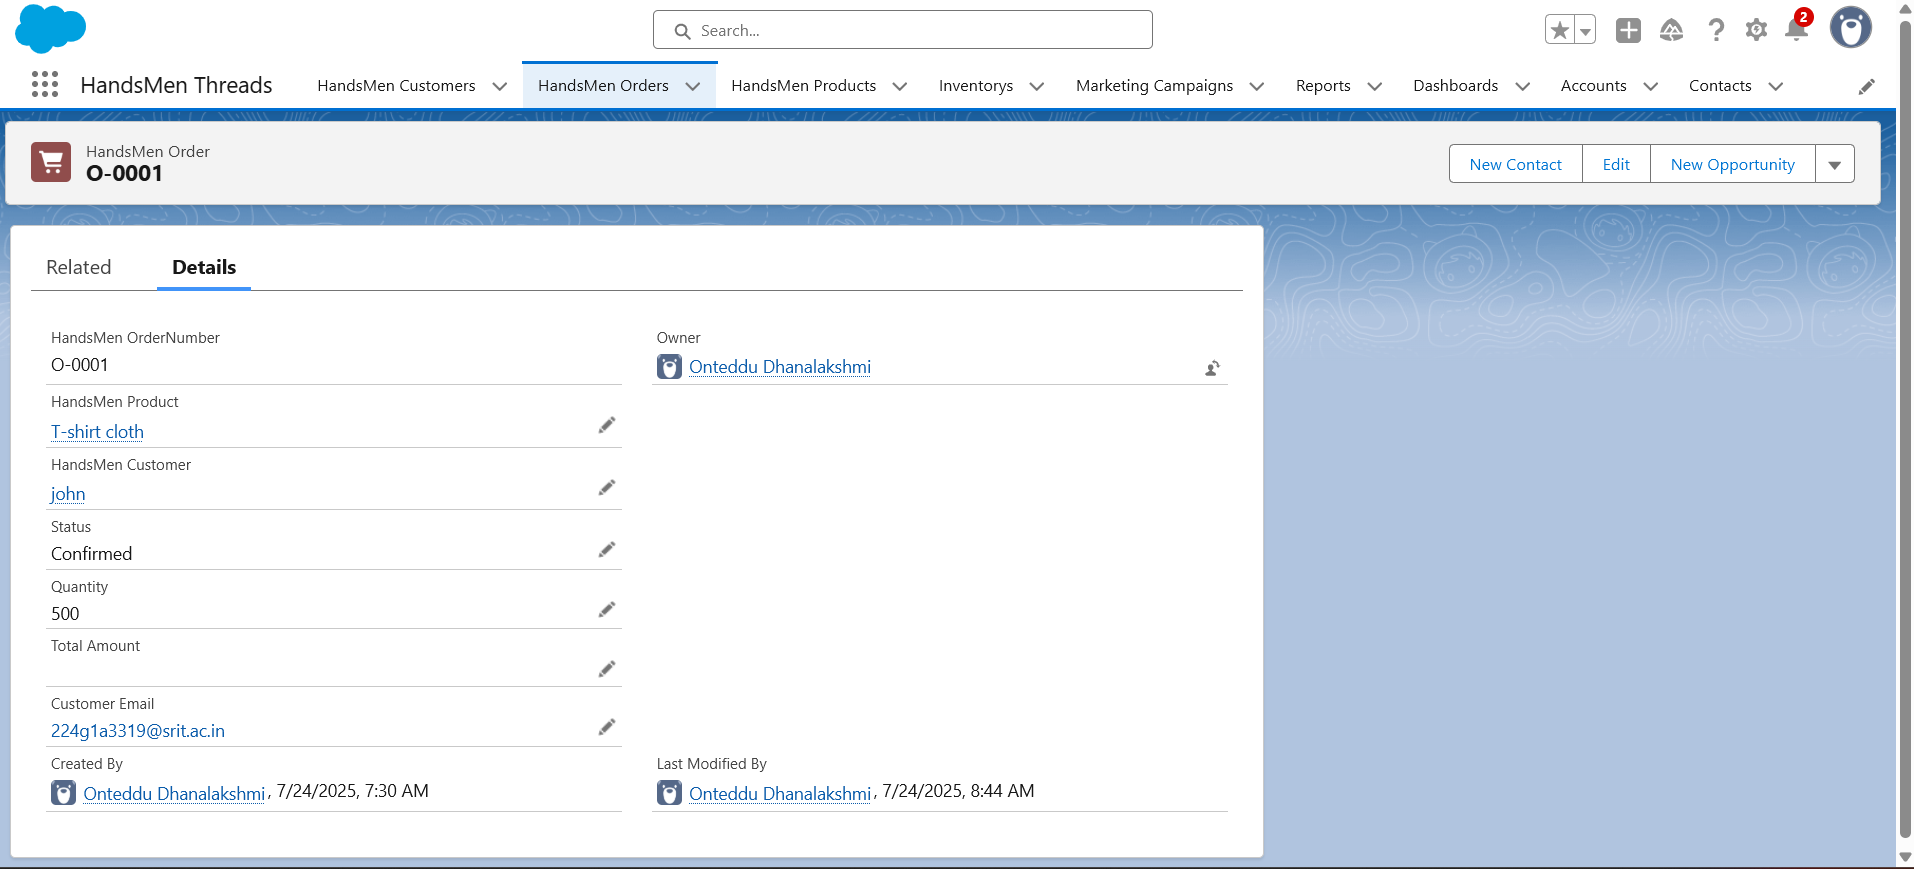 Search...
2
HandsMen Threads
HandsMen Customers
HandsMen Orders
HandsMen Products
Inventorys
Marketing Campaigns
Reports
Dashboards
Accounts
Contacts
HandsMen Order
O-0001
New Contact
Edit
New Opportunity
Related
Details
HandsMen OrderNumber
O-0001
Owner
Onteddu Dhanalakshmi
HandsMen Product
T-shirt cloth
HandsMen Customer
john
Status
Confirmed
Quantity
500
Total Amount
Customer Email
224g1a3319@srit.ac.in
Created By
Onteddu Dhanalakshmi, 7/24/2025, 7:30 AM
Last Modified By
Onteddu Dhanalakshmi, 7/24/2025, 8:44 AM